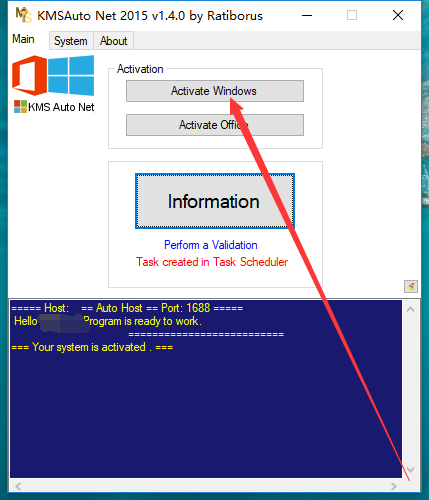 KMSAuto Net 2015 v1.4.0 by Ratiborus
Main System About
KMS Auto Net
Activation
Activate Windows
Activate Office
Information
Perform a Validation
Task created in Task Scheduler
===== Host: == Auto Host == Port: 1688 =====
Hello Program is ready to work.
==========================
=== Your system is activated . ===